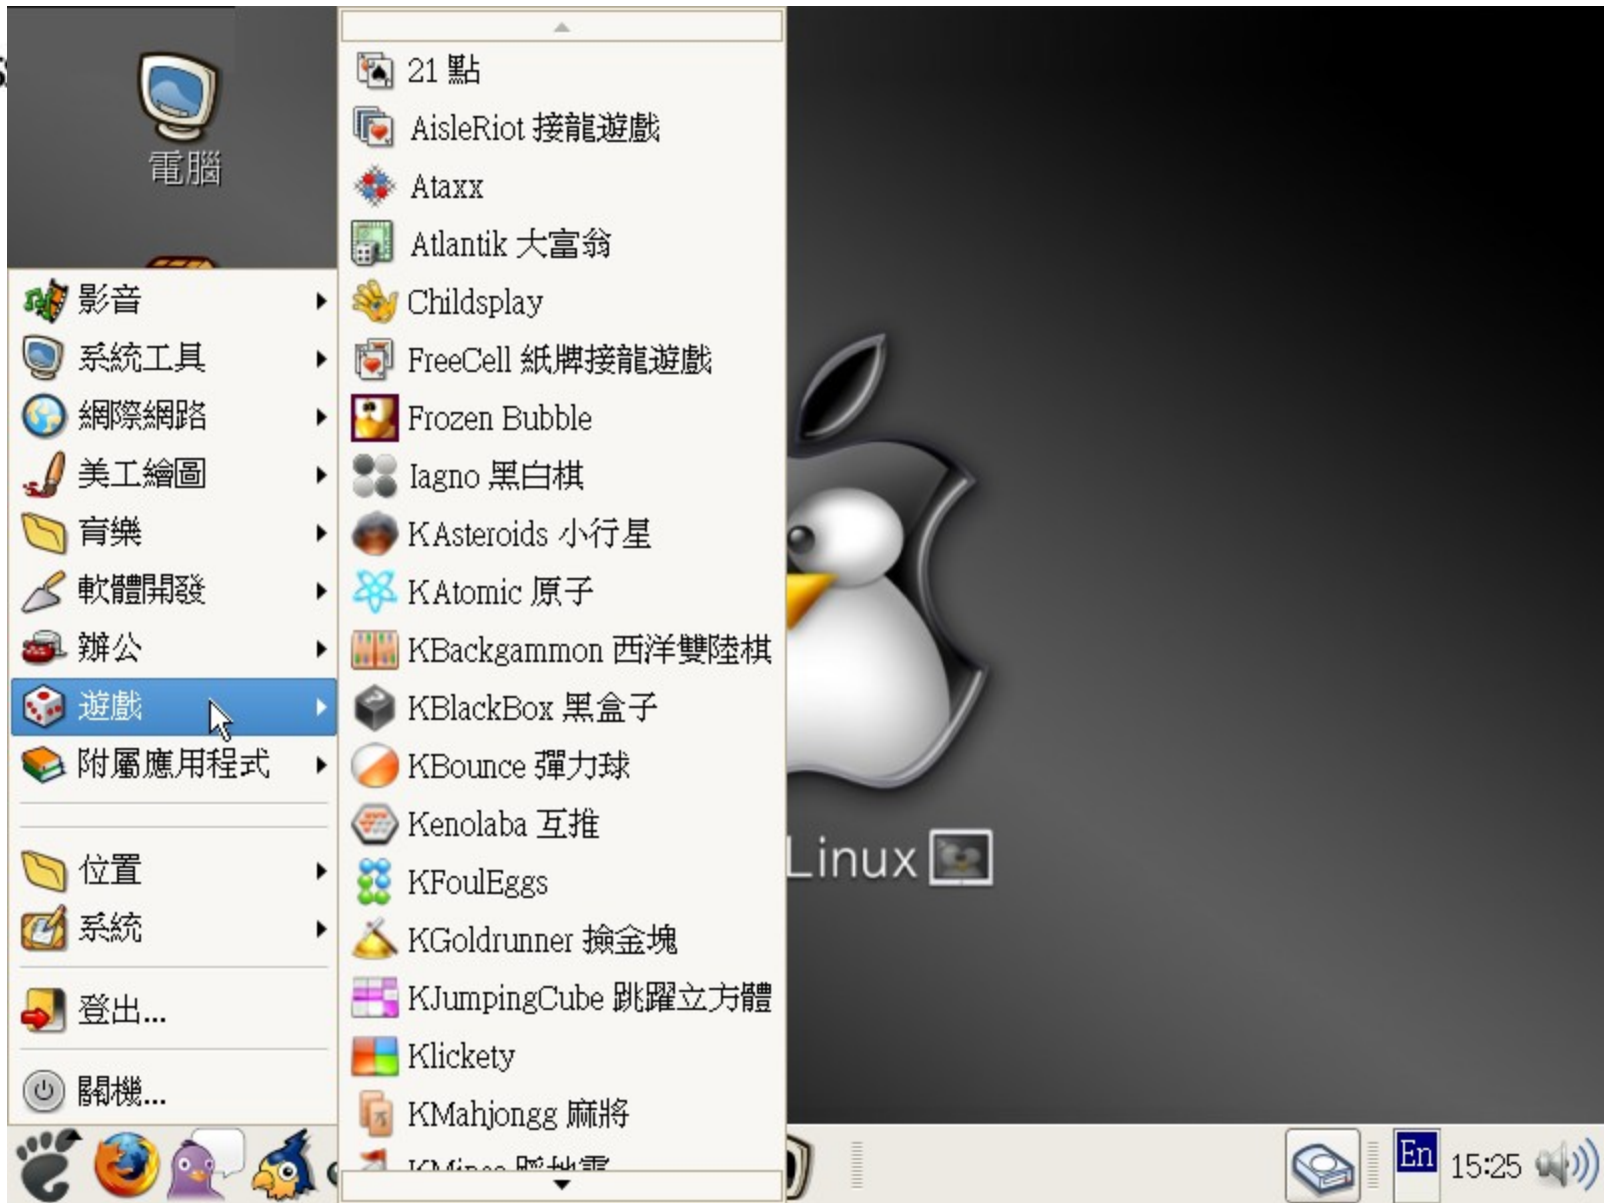 電腦
影音
系統工具
網際網路
美工繪圖
育樂
軟體開發
辦公
遊戲
附屬應用程式
位置
系統
登出...
關機...
21 點
AisleRiot 接龍遊戲
Ataxx
Atlantik 大富翁
Childsplay
FreeCell 紙牌接龍遊戲
Frozen Bubble
Iagno 黑白棋
KAsteroids 小行星
KAtomic 原子
KBackgammon 西洋雙陸棋
KBlackBox 黑盒子
KBounce 彈力球
Kenolaba 互推
KFoulEggs
KGoldrunner 撿金塊
KJumpingCube 跳躍立方體
Klickety
KMahjongg 麻將
KMines 踩地雷
Linux
En 15:25